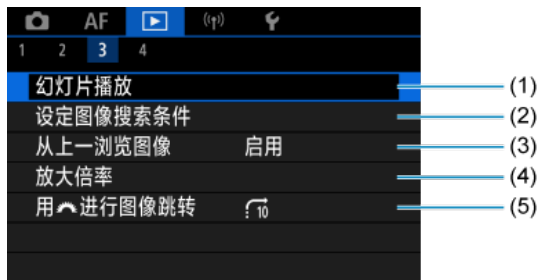 AF
1 2 3 4
幻灯片播放 (1)
设定图像搜索条件 (2)
从上一浏览图像 启用 (3)
放大倍率 (4)
用进行图像跳转 10 (5)